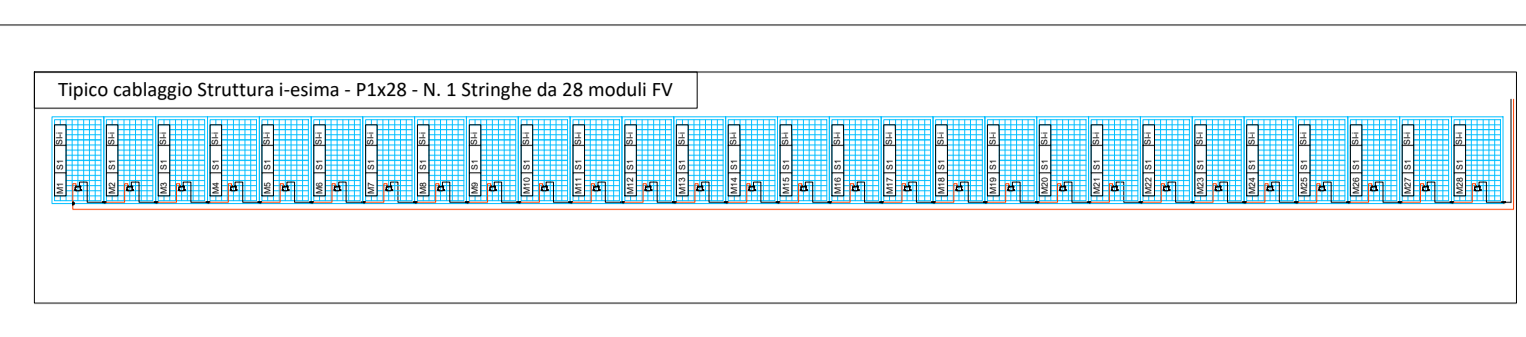 Tipico cablaggio Struttura i-esima - P1x28 - N. 1 Stringhe da 28 moduli FV
M1 S1 SH-i
M2 S1 SH-i
M3 S1 SH-i
M4 S1 SH-i
M5 S1 SH-i
M6 S1 SH-i
M7 S1 SH-i
M8 S1 SH-i
M9 S1 SH-i
M10 S1 SH-i
M11 S1 SH-i
M12 S1 SH-i
M13 S1 SH-i
M14 S1 SH-i
M15 S1 SH-i
M16 S1 SH-i
M17 S1 SH-i
M18 S1 SH-i
M19 S1 SH-i
M20 S1 SH-i
M21 S1 SH-i
M22 S1 SH-i
M23 S1 SH-i
M24 S1 SH-i
M25 S1 SH-i
M26 S1 SH-i
M27 S1 SH-i
M28 S1 SH-i